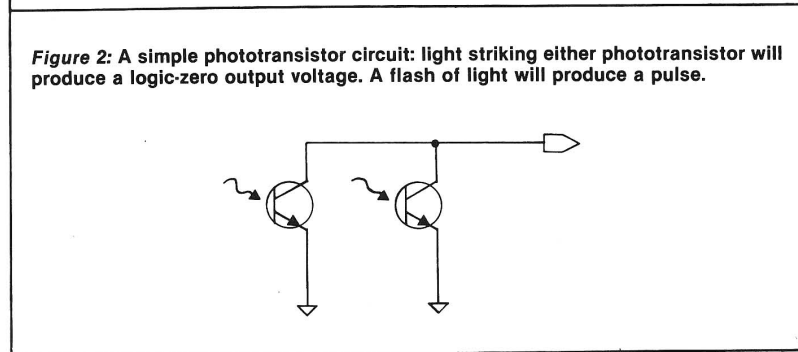 Figure 2: A simple phototransistor circuit: light striking either phototransistor will
produce a logic-zero output voltage. A flash of light will produce a pulse.